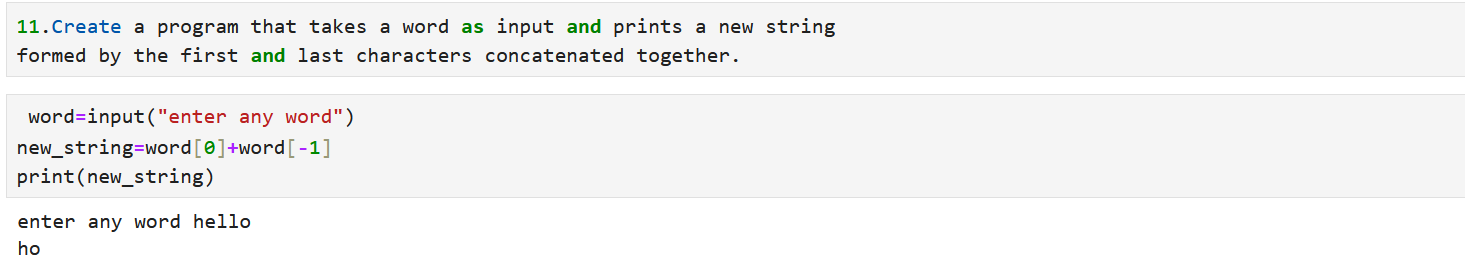 11.Create a program that takes a word as input and prints a new string
formed by the first and last characters concatenated together.
 word=input("enter any word")
new_string=word[0]+word[-1]
print(new_string)
enter any word hello
ho